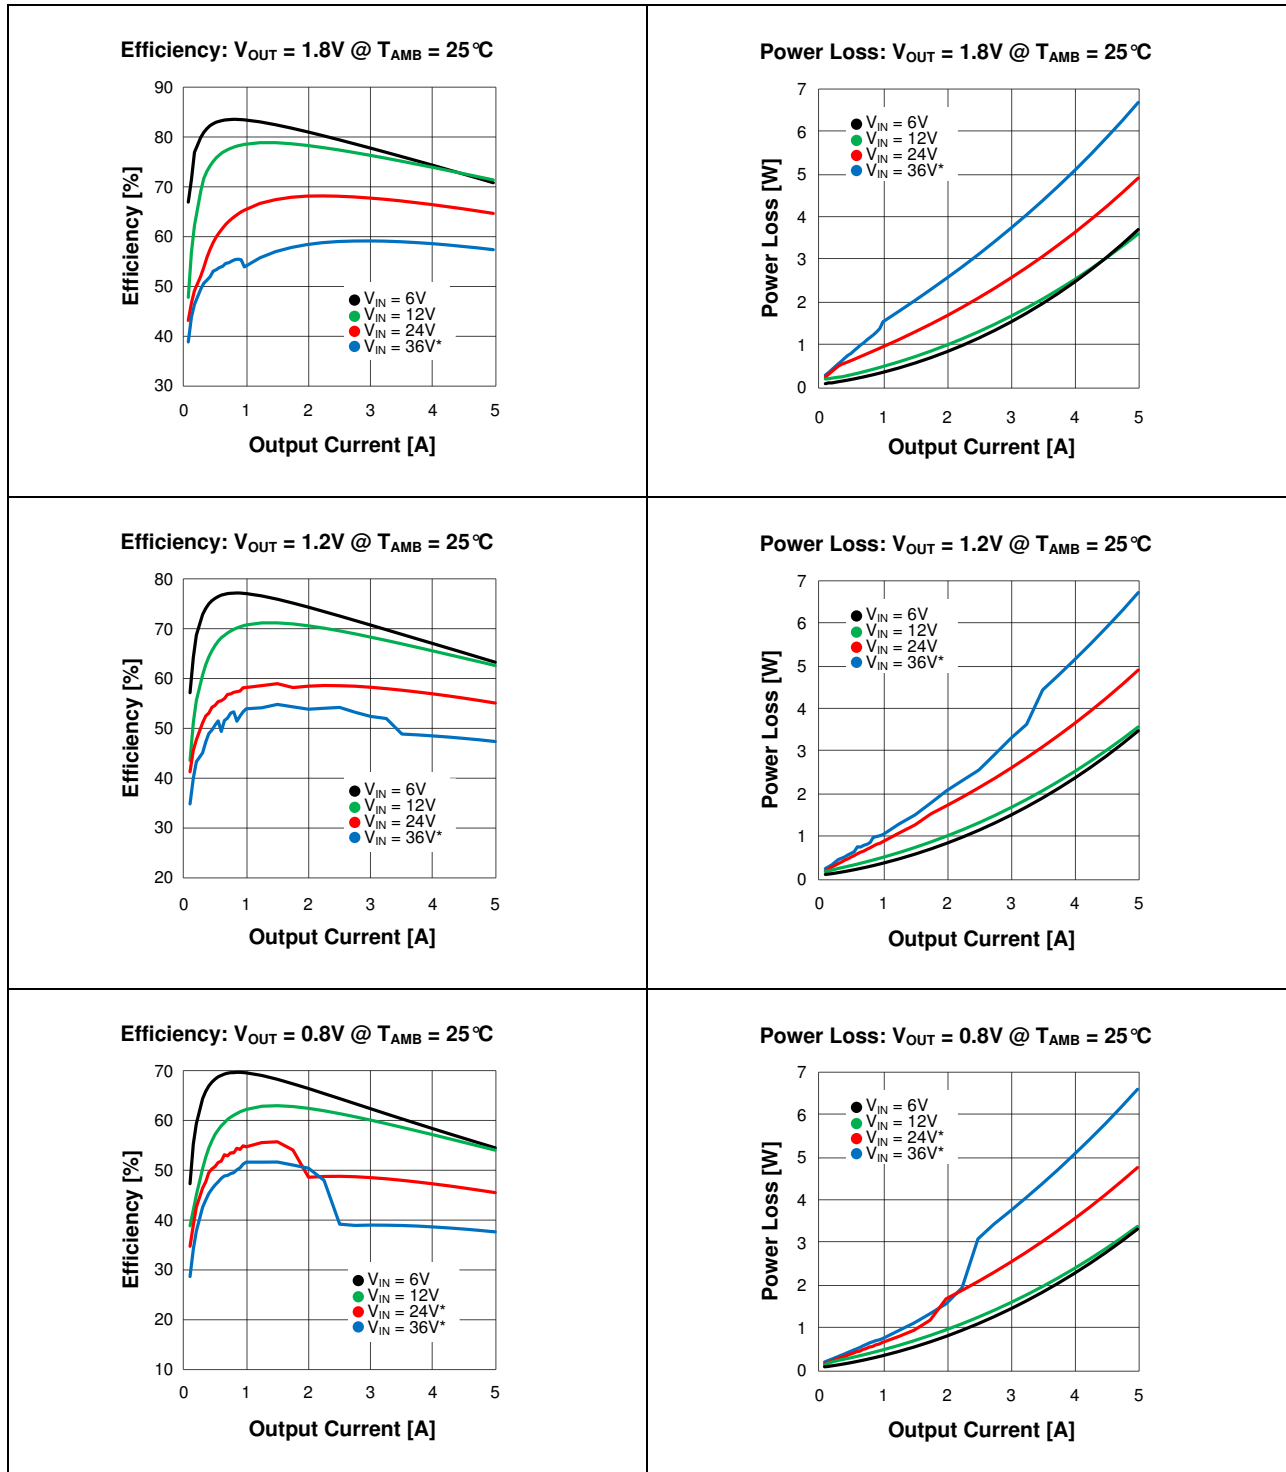 Efficiency: VOUT = 1.8V @ TAMB = 25°C
90
80
70
60
50
40
30
Efficiency [%]
VIN = 6V
VIN = 12V
VIN = 24V
VIN = 36V*
0 1 2 3 4 5
Output Current [A]
Power Loss: VOUT = 1.8V @ TAMB = 25°C
7
6
5
4
3
2
1
0
Power Loss [W]
VIN = 6V
VIN = 12V
VIN = 24V
VIN = 36V*
0 1 2 3 4 5
Output Current [A]
Efficiency: VOUT = 1.2V @ TAMB = 25°C
80
70
60
50
40
30
20
Efficiency [%]
VIN = 6V
VIN = 12V
VIN = 24V
VIN = 36V*
0 1 2 3 4 5
Output Current [A]
Power Loss: VOUT = 1.2V @ TAMB = 25°C
7
6
5
4
3
2
1
0
Power Loss [W]
VIN = 6V
VIN = 12V
VIN = 24V
VIN = 36V*
0 1 2 3 4 5
Output Current [A]
Efficiency: VOUT = 0.8V @ TAMB = 25°C
70
60
50
40
30
20
10
Efficiency [%]
VIN = 6V
VIN = 12V
VIN = 24V*
VIN = 36V*
0 1 2 3 4 5
Output Current [A]
Power Loss: VOUT = 0.8V @ TAMB = 25°C
7
6
5
4
3
2
1
0
Power Loss [W]
VIN = 6V
VIN = 12V
VIN = 24V*
VIN = 36V*
0 1 2 3 4 5
Output Current [A]